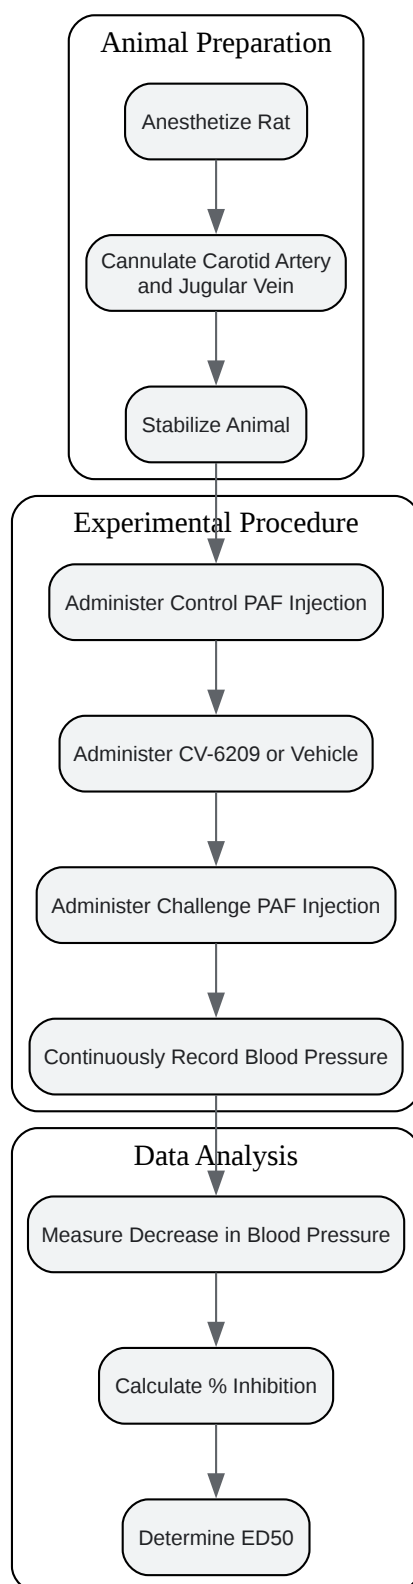 Animal Preparation
Anesthetize Rat
Cannulate Carotid Artery
and Jugular Vein
Stabilize Animal
Experimental Procedure
Administer Control PAF Injection
Administer CV-6209 or Vehicle
Administer Challenge PAF Injection
Continuously Record Blood Pressure
Data Analysis
Measure Decrease in Blood Pressure
Calculate % Inhibition
Determine ED50